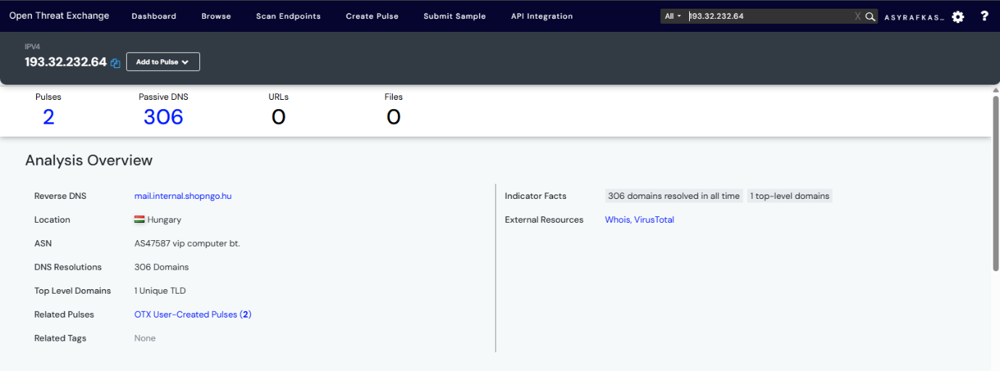 Open Threat Exchange Dashboard Browse Scan Endpoints Create Pulse Submit Sample API Integration All 193.32.232.64 X ASYRAFKAS... ?
IPV4
193.32.232.64 Add to Pulse
Pulses Passive DNS URLs Files
2 306 0 0
Analysis Overview
Reverse DNS mail.internal.shopngo.hu Indicator Facts 306 domains resolved in all time 1 top-level domains
Location Hungary External Resources Whois, VirusTotal
ASN AS47587 vip computer bt.
DNS Resolutions 306 Domains
Top Level Domains 1 Unique TLD
Related Pulses OTX User-Created Pulses (2)
Related Tags None